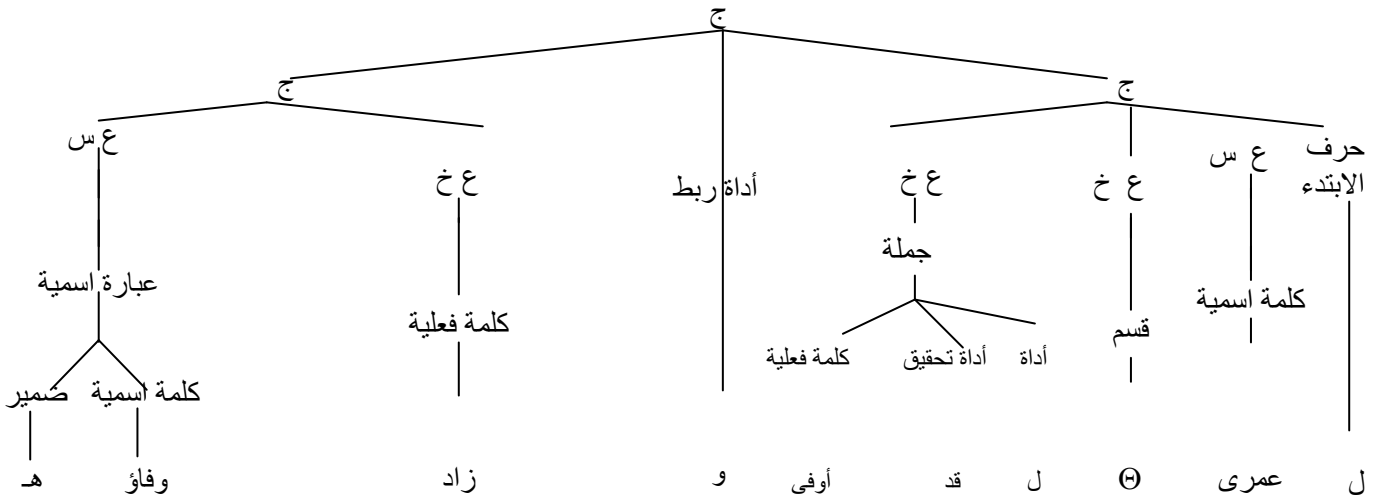 ج
ج ج
حرف ع س ع خ ع خ أداة ربط ع خ ع س
الابتدء
جملة
كلمة اسمية قسم كلمة فعلية عبارة اسمية
أداة أداة تحقيق كلمة فعلية
كلمة اسمية ضمير
ل عمرى Θ ل قد أوفى و زاد وفاؤ هـ